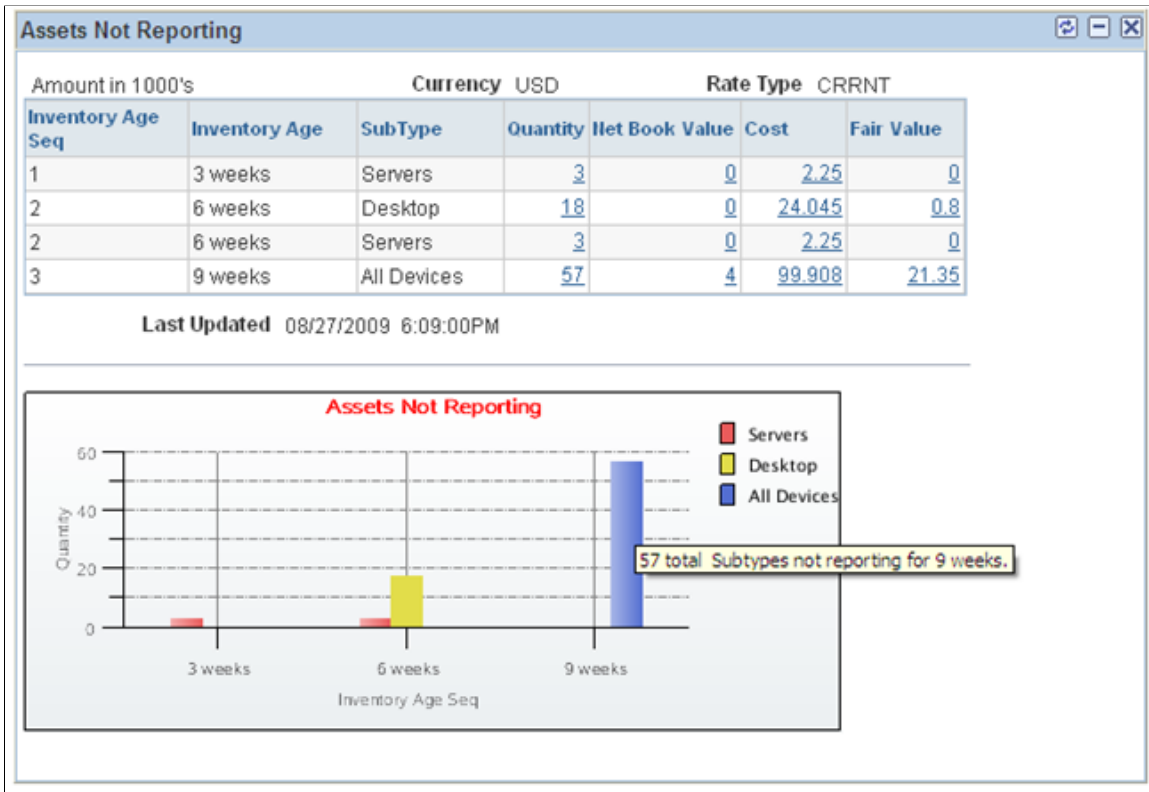 Assets Not Reporting
Amount in 1000's Currency USD Rate Type CRRNT
Inventory Age Seq Inventory Age SubType Quantity Net Book Value Cost Fair Value
1 3 weeks Servers 3 0 2.25 0
2 6 weeks Desktop 18 0 24.045 0.8
2 6 weeks Servers 3 0 2.25 0
3 9 weeks All Devices 57 4 99.908 21.35
Last Updated 08/27/2009 6:09:00PM
Assets Not Reporting
Servers
Desktop
All Devices
60
40
20
0
Quantity
57 total Subtypes not reporting for 9 weeks.
3 weeks 6 weeks 9 weeks
Inventory Age Seq